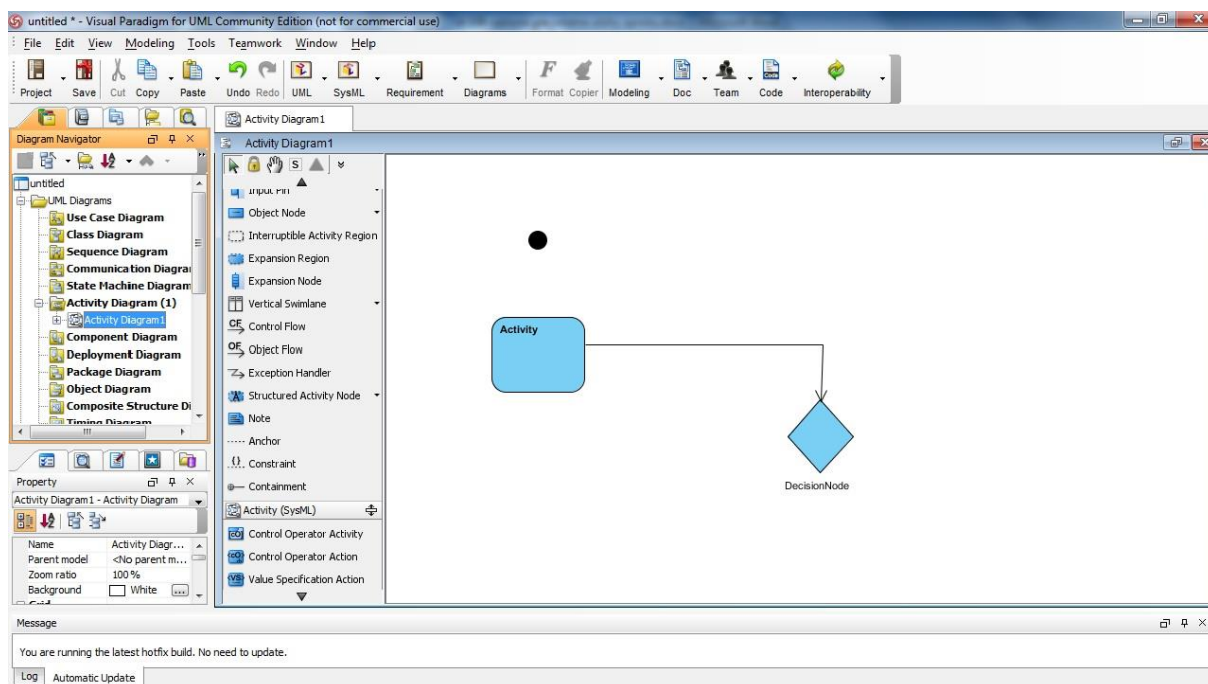 untitled * - Visual Paradigm for UML Community Edition (not for commercial use)
File Edit View Modeling Tools Teamwork Window Help
Project Save Cut Copy Paste Undo Redo UML SysML Requirement Diagrams Format Copier Modeling Doc Team Code Interoperability
Activity Diagram1
Diagram Navigator
Activity Diagram1
untitled
UML Diagrams
Use Case Diagram
Class Diagram
Sequence Diagram
Communication Diagra
State Machine Diagram
Activity Diagram (1)
Activity Diagram1
Component Diagram
Deployment Diagram
Package Diagram
Object Diagram
Composite Structure Di
Timing Diagram
S
Input Pin
Object Node
Interruptible Activity Region
Expansion Region
Expansion Node
Vertical Swimlane
CF Control Flow
OF Object Flow
Exception Handler
Structured Activity Node
Note
Anchor
Constraint
Containment
Activity (SysML)
Control Operator Activity
Control Operator Action
Value Specification Action
Activity
DecisionNode
Property
Activity Diagram1 - Activity Diagram
Name Activity Diagr...
Parent model <No parent m...
Zoom ratio 100 %
Background White ...
Grid
Message
You are running the latest hotfix build. No need to update.
Log Automatic Update